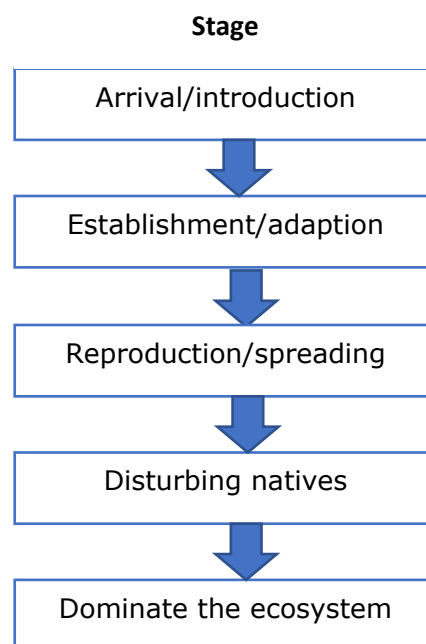 Stage
Arrival/introduction
Establishment/adaption
Reproduction/spreading
Disturbing natives
Dominate the ecosystem